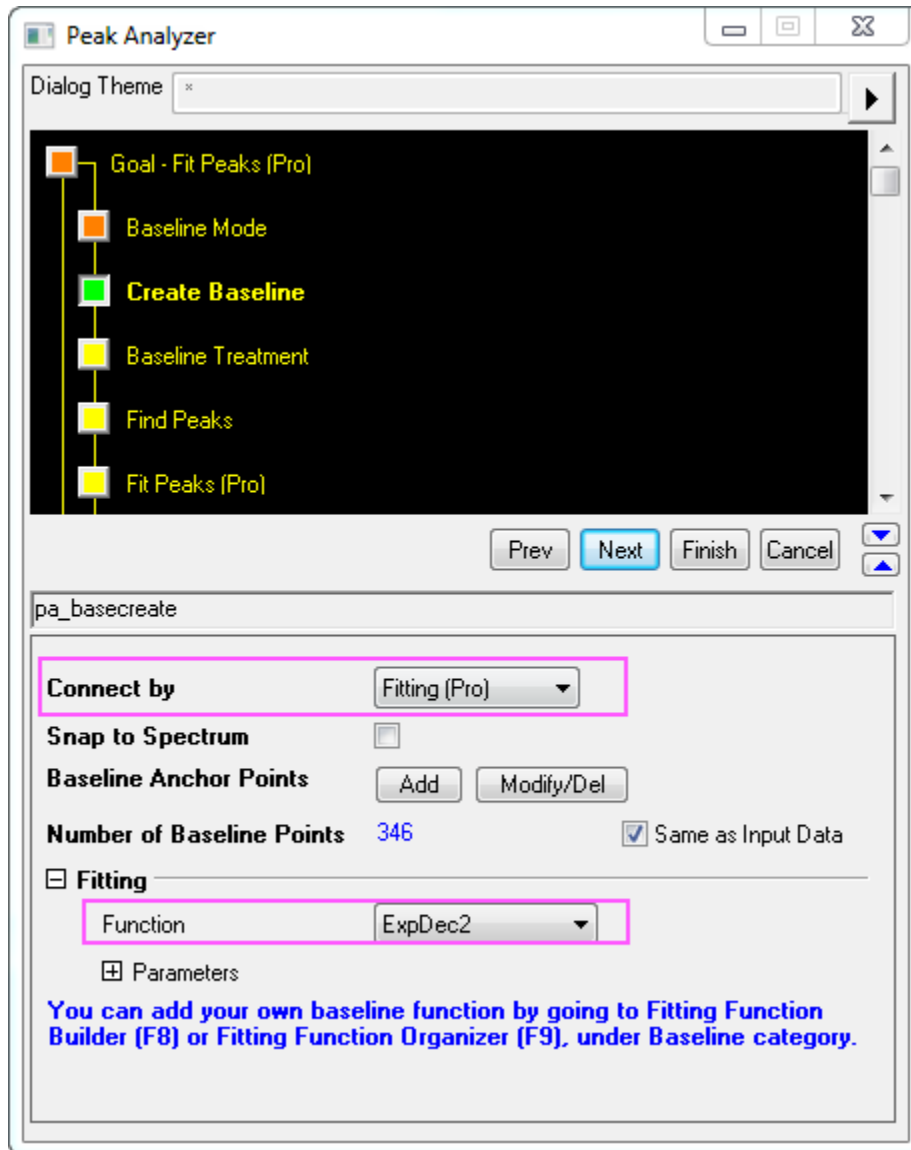 Peak Analyzer
Dialog Theme *
Goal - Fit Peaks (Pro)
Baseline Mode
Create Baseline
Baseline Treatment
Find Peaks
Fit Peaks (Pro)
Prev Next Finish Cancel
pa_basecreate
Connect by Fitting (Pro)
Snap to Spectrum
Baseline Anchor Points Add Modify/Del
Number of Baseline Points 346 Same as Input Data
Fitting
Function ExpDec2
Parameters
You can add your own baseline function by going to Fitting Function
Builder (F8) or Fitting Function Organizer (F9), under Baseline category.